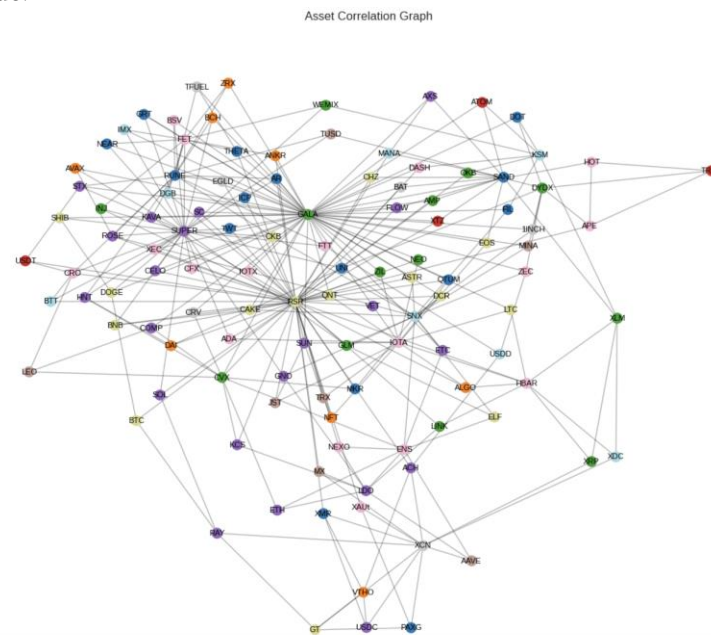 Asset Correlation Graph
TFUEL
ZRX
AXS
ATOM
WEMIX
BSV
BCH
DOT
IMX
TUSD
FET
NEAR
THETA
ANKR
MANA
KSM
HOT
AVAX
RUNE
EGLD
CHZ
DASH
OKB
SAND
STX
DGB
BAT
DYDX
ICP
AMP
INJ
SC
FLOW
SHIB
KAVA
GALA
XTZ
APE
ROSE
SUPER
TWT
CKB
1INCH
XEC
FTT
EOS
MINA
USDT
CRO
CELO
CFX
IOTX
UNI
ZIL
NEO
ZEC
ASTR
QTUM
BTT
HNT
DOGE
RSR
QNT
DCR
CRV
CAKE
VET
LTC
BNB
COMP
SNX
XLM
DAI
ADA
SUN
GLM
IOTA
ETC
USDD
LEO
CVX
GNO
MKR
ALGO
HBAR
SOL
JST
TRX
BTC
NFT
LINK
ELF
KCS
NEXO
ENS
MX
ACH
XRP
XDC
LDO
ETH
XMR
XAUt
RAY
XCN
AAVE
VTHO
GT
USDC
PAXG